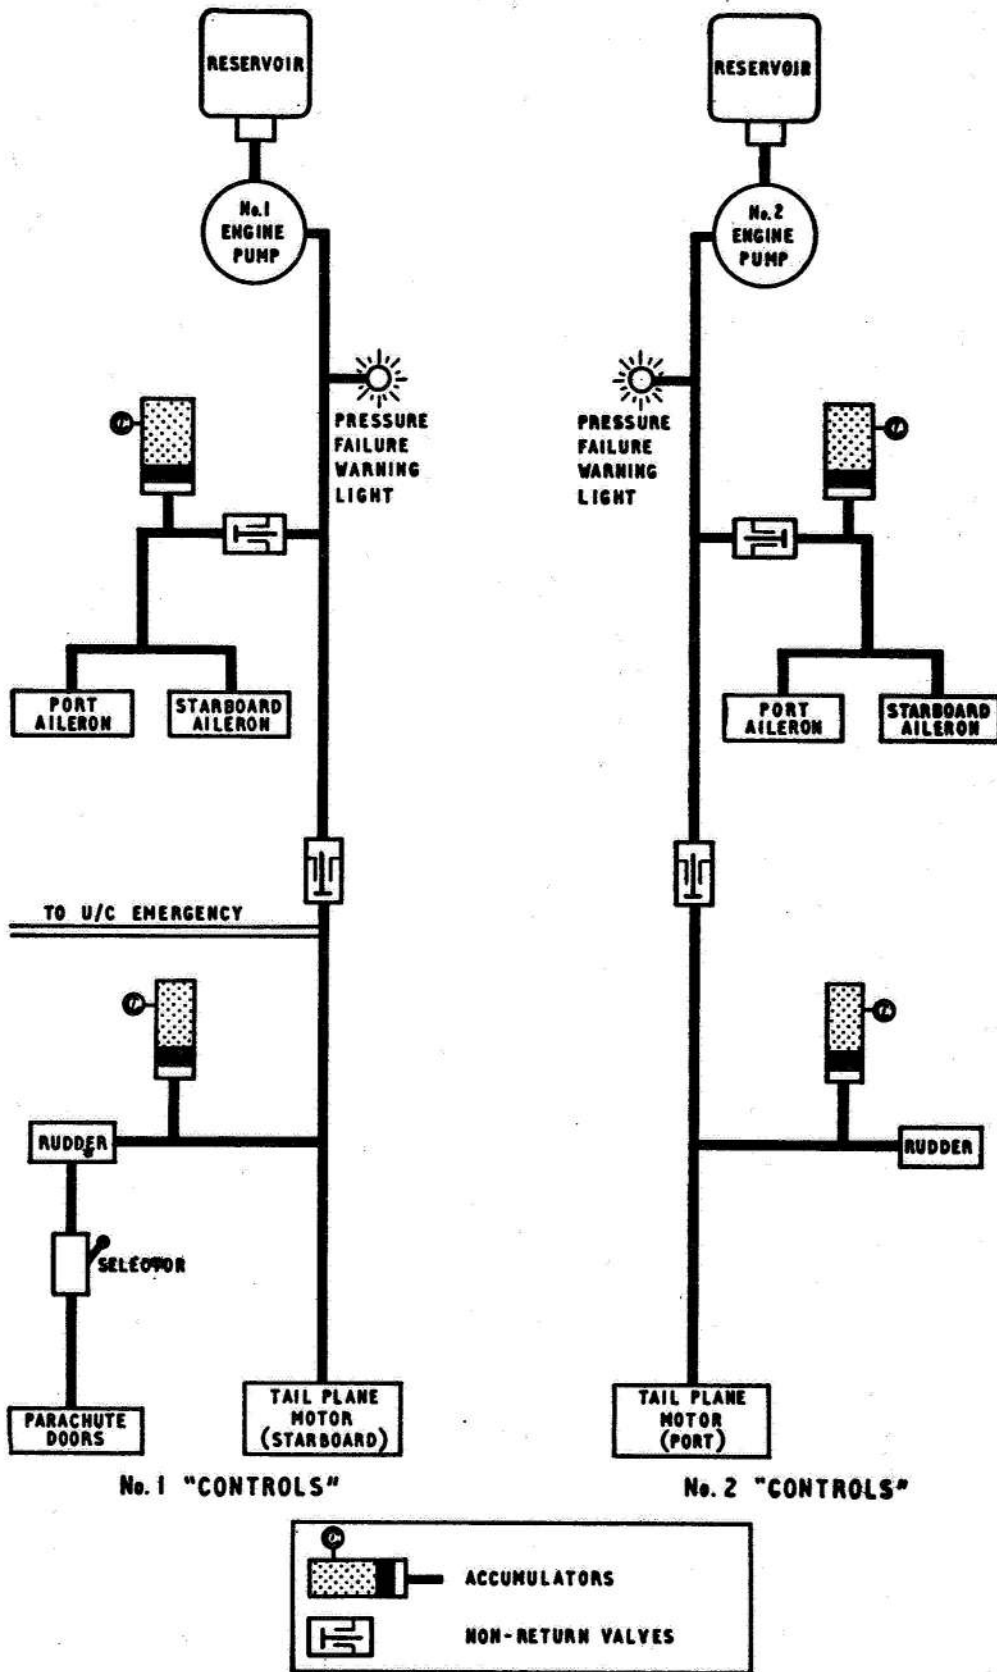 RESERVOIR
RESERVOIR
No.1
ENGINE
PUMP
No.2
ENGINE
PUMP
PRESSURE
FAILURE
WARNING
LIGHT
PRESSURE
FAILURE
WARNING
LIGHT
PORT
AILERON
STARBOARD
AILERON
PORT
AILERON
STARBOARD
AILERON
TO U/C EMERGENCY
RUDDER
RUDDER
SELECTOR
PARACHUTE
DOORS
TAIL PLANE
MOTOR
(STARBOARD)
TAIL PLANE
MOTOR
(PORT)
No. 1 "CONTROLS"
No. 2 "CONTROLS"
ACCUMULATORS
NON-RETURN VALVES